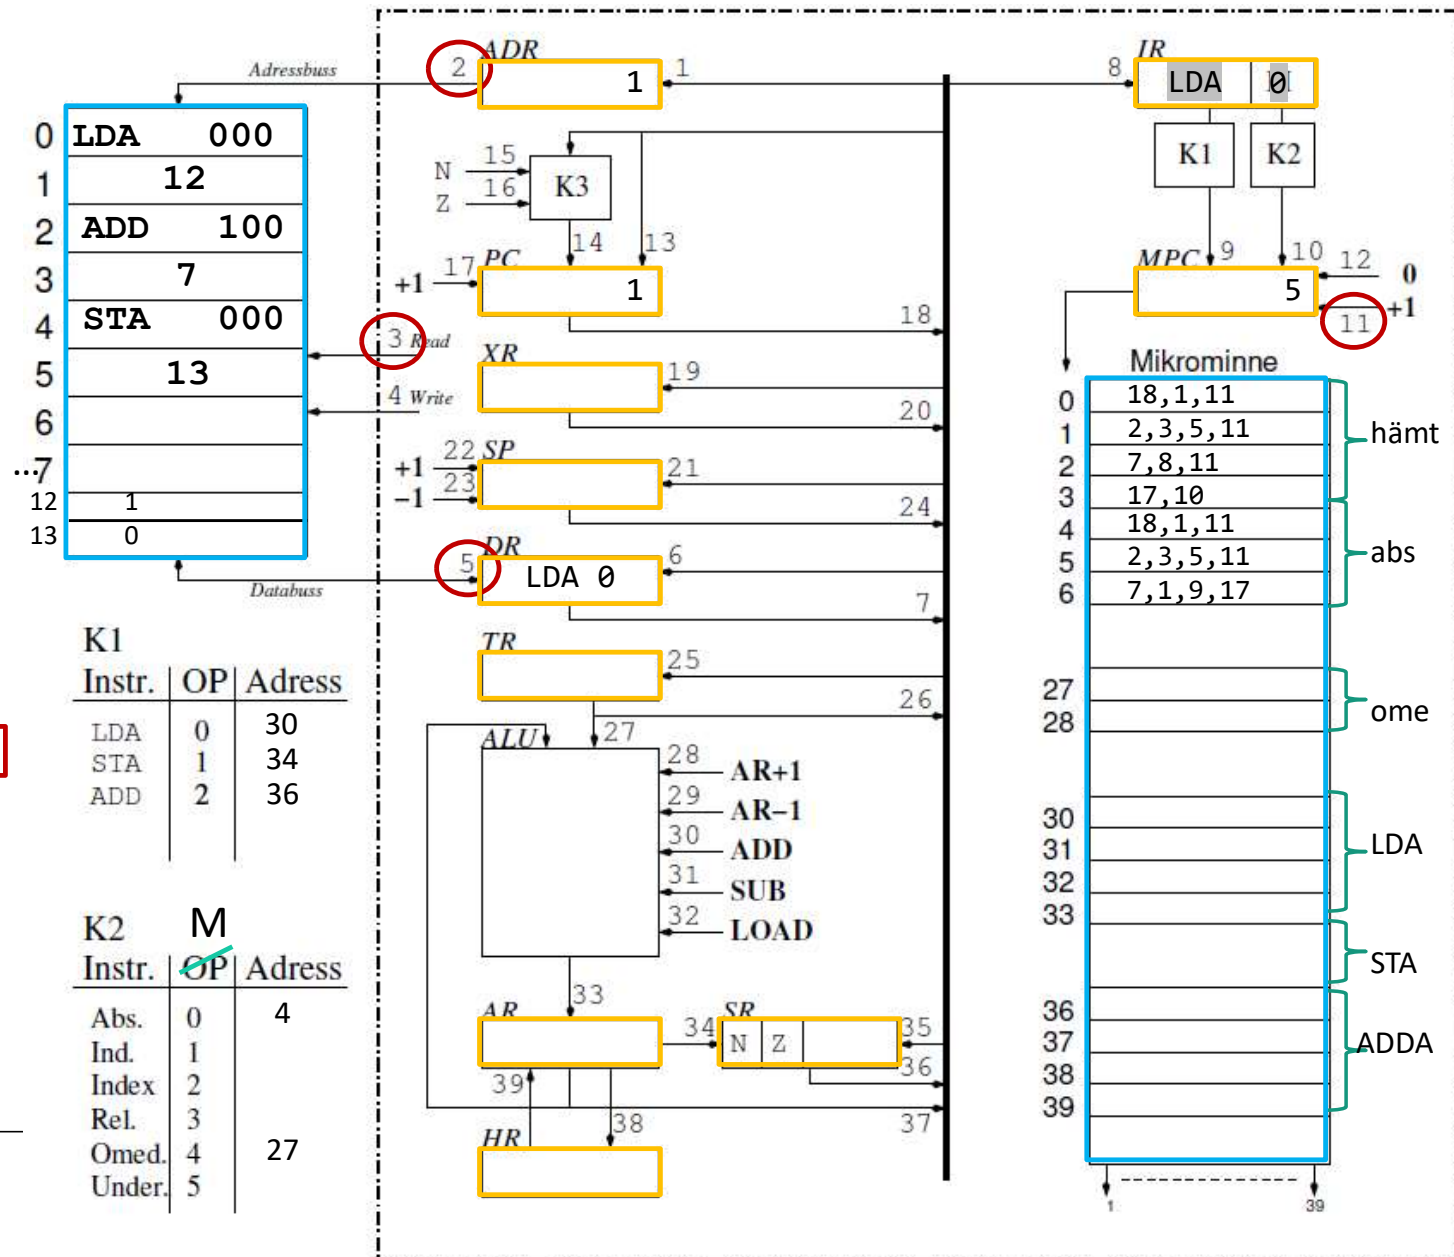 Adressbuss
0 LDA 000
1 12
2 ADD 100
3 7
4 STA 000
5 13
6
...7
12 1
13 0
Databuss
2
ADR
1
1
N 15
Z 16
K3
14
13
+1 17
PC
1
18
3 Read
4 Write
XR
19
20
+1 22
-1 23
SP
21
24
5
DR
LDA 0
6
7
TR
25
26
27
ALU
28 AR+1
29 AR–1
30 ADD
31 SUB
32 LOAD
33
AR
34
SR
N Z
35
36
37
39
38
HR
8
IR
LDA 0
K1
K2
9
10
MPC
5
12 0
11 +1
Mikrominne
0 18,1,11
1 2,3,5,11
2 7,8,11
3 17,10
hämt
4 18,1,11
5 2,3,5,11
6 7,1,9,17
abs
27
28
ome
30
31
32
33
LDA
STA
36
37
38
39
ADDA
1
39
K1
Instr. OP Adress
LDA 0 30
STA 1 34
ADD 2 36
K2 M
Instr. OP Adress
Abs. 0 4
Ind. 1
Index 2
Rel. 3
Omed. 4 27
Under. 5